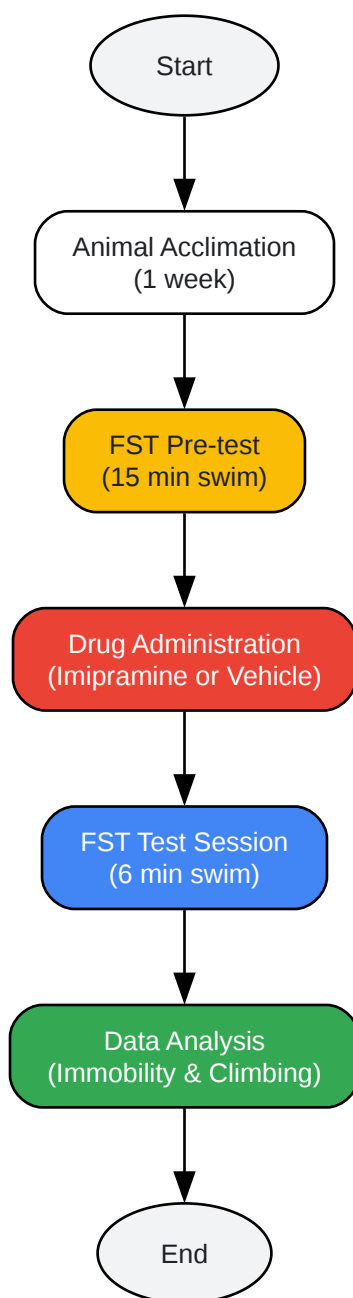 Start
Animal Acclimation
(1 week)
FST Pre-test
(15 min swim)
Drug Administration
(Imipramine or Vehicle)
FST Test Session
(6 min swim)
Data Analysis
(Immobility & Climbing)
End